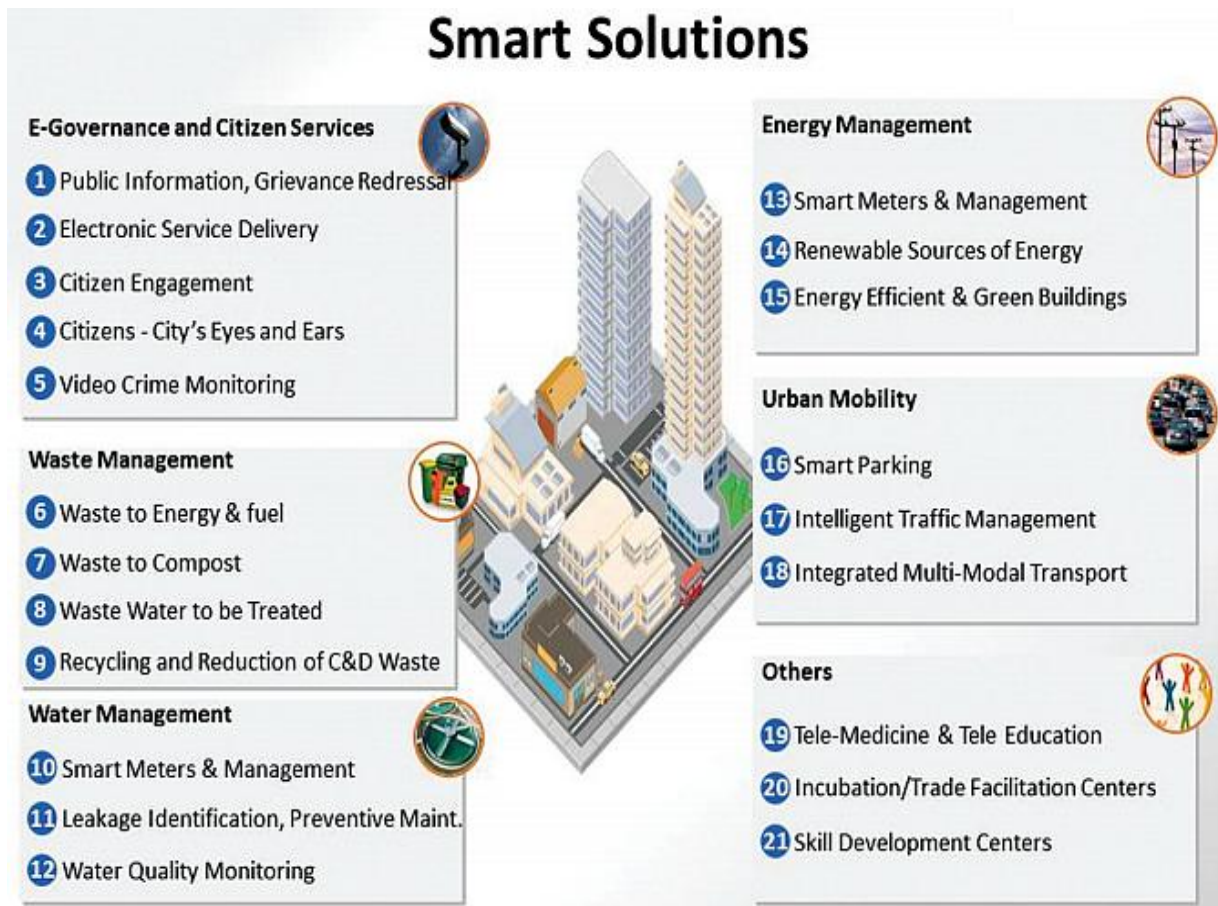 Smart Solutions
E-Governance and Citizen Services
1 Public Information, Grievance Redressal
2 Electronic Service Delivery
3 Citizen Engagement
4 Citizens - City's Eyes and Ears
5 Video Crime Monitoring
Waste Management
6 Waste to Energy & fuel
7 Waste to Compost
8 Waste Water to be Treated
9 Recycling and Reduction of C&D Waste
Water Management
10 Smart Meters & Management
11 Leakage Identification, Preventive Maint.
12 Water Quality Monitoring
Energy Management
13 Smart Meters & Management
14 Renewable Sources of Energy
15 Energy Efficient & Green Buildings
Urban Mobility
16 Smart Parking
17 Intelligent Traffic Management
18 Integrated Multi-Modal Transport
Others
19 Tele-Medicine & Tele Education
20 Incubation/Trade Facilitation Centers
21 Skill Development Centers